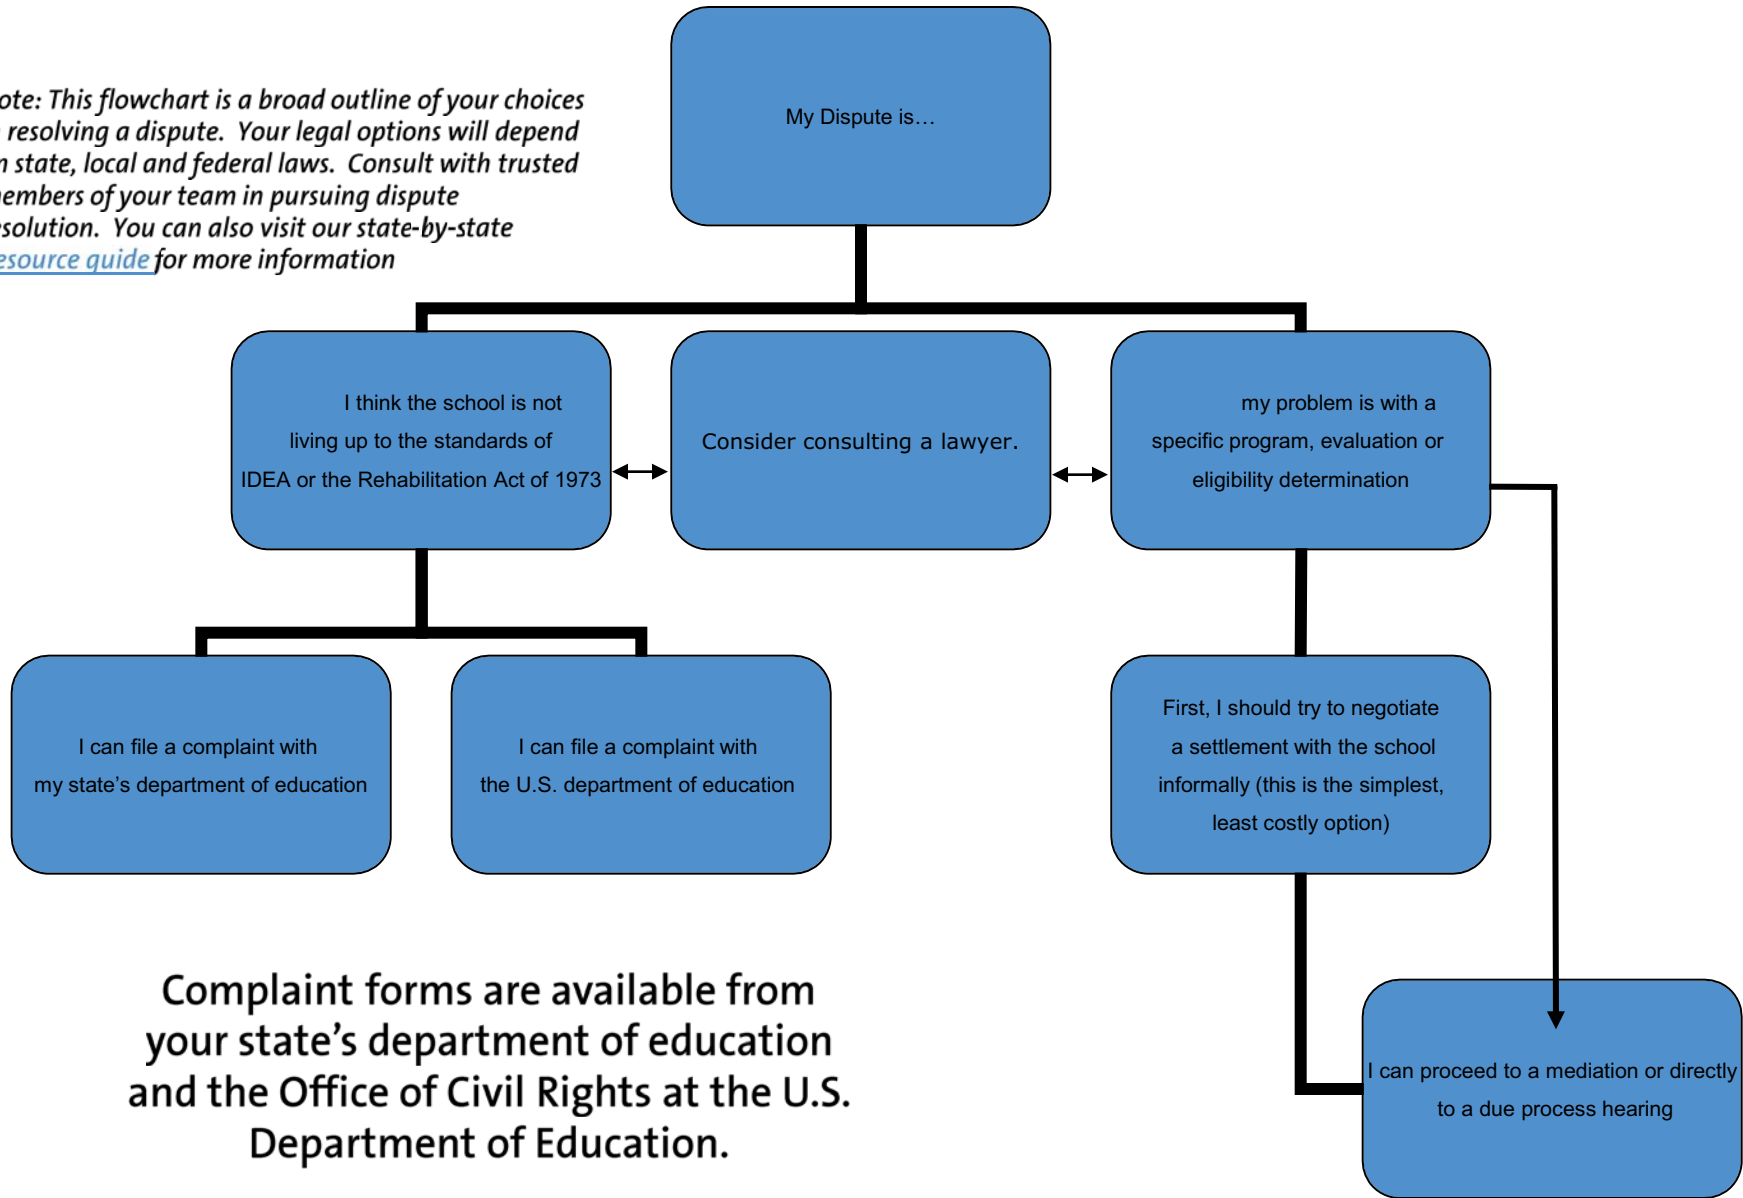 My Dispute is…
ote: This flowchart is a broad outline of your choices
resolving a dispute. Your legal options will depend
n state, local and federal laws. Consult with trusted
embers of your team in pursuing dispute
esolution. You can also visit our state-by-state
esource guide for more information
I think the school is not
living up to the standards of
IDEA or the Rehabilitation Act of 1973
Consider consulting a lawyer.
my problem is with a
specific program, evaluation or
eligibility determination
I can file a complaint with
my state’s department of education
I can file a complaint with
the U.S. department of education
First, I should try to negotiate
a settlement with the school
informally (this is the simplest,
least costly option)
Complaint forms are available from
your state’s department of education
and the Office of Civil Rights at the U.S.
Department of Education.
I can proceed to a mediation or directly
to a due process hearing